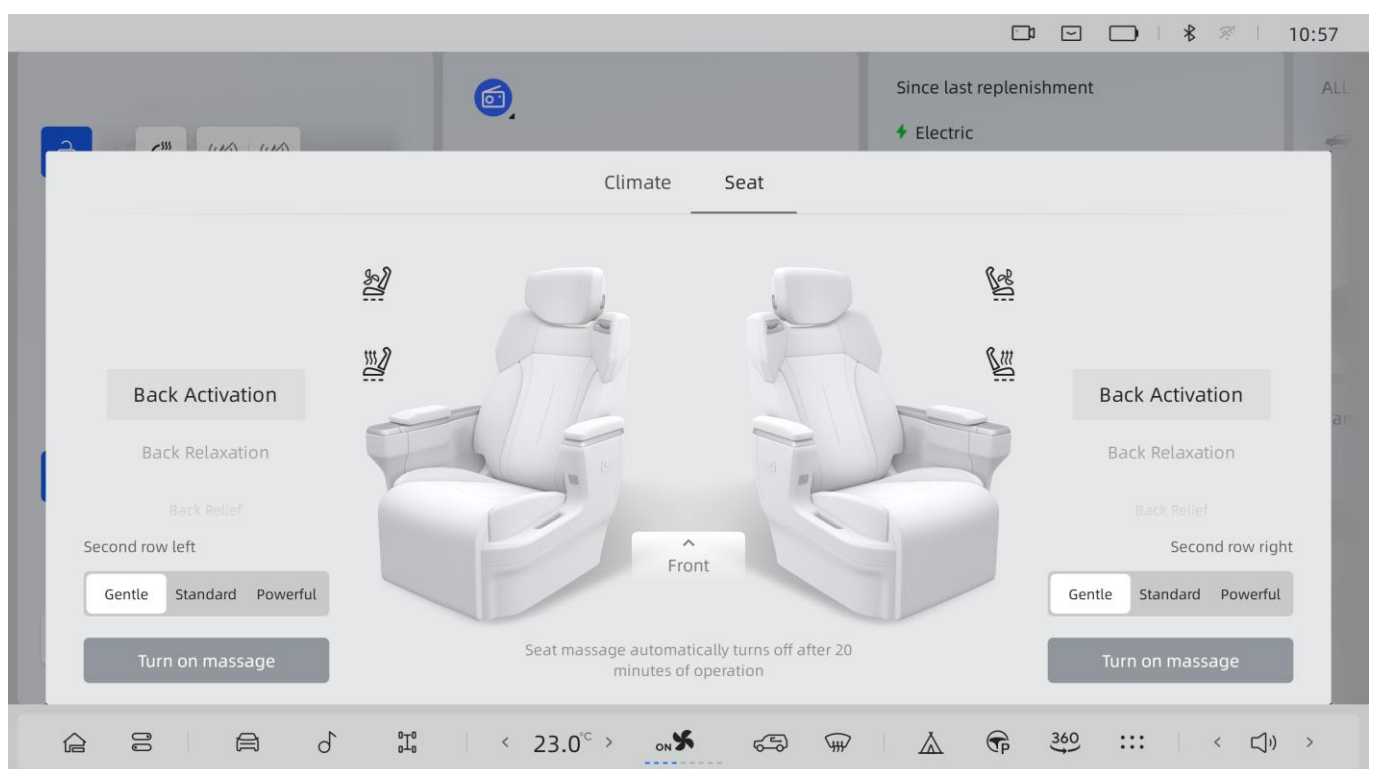 10:57
Since last replenishment
ALL
Electric
Climate
Seat
Back Activation
Back Activation
Back Relaxation
Back Relaxation
Back Relief
Back Relief
Second row left
Second row right
Front
Gentle Standard Powerful
Gentle Standard Powerful
Turn on massage
Seat massage automatically turns off after 20
minutes of operation
Turn on massage
23.0°C
ON
P
360